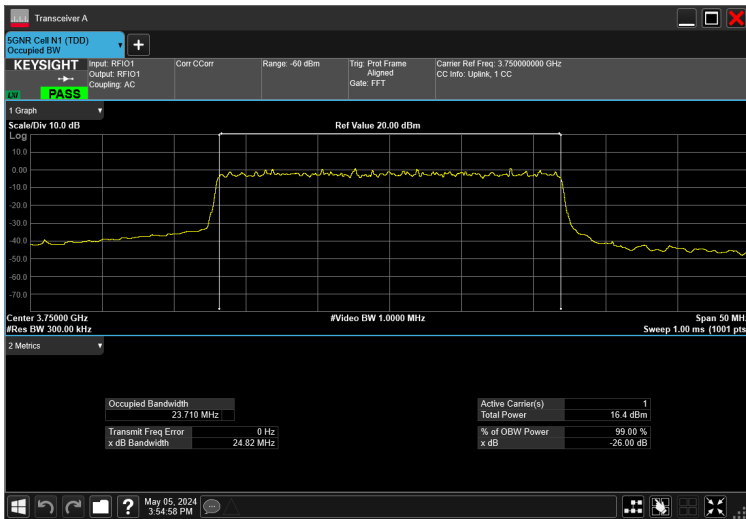 Transceiver A
5GNR Cell N1 (TDD)
Occupied BW
KEYSIGHT
LXI
PASS
Input: RFIO1
Output: RFIO1
Coupling: AC
Corr CCorr
Range: -60 dBm
Trig: Prot Frame
Aligned
Gate: FFT
Carrier Ref Freq: 3.750000000 GHz
CC Info: Uplink, 1 CC
1 Graph
Scale/Div 10.0 dB
Ref Value 20.00 dBm
Log
10.0
0.00
-10.0
-20.0
-30.0
-40.0
-50.0
-60.0
-70.0
Center 3.75000 GHz
#Video BW 1.0000 MHz
Span 50 MH
#Res BW 300.00 kHz
Sweep 1.00 ms (1001 pts
2 Metrics
Occupied Bandwidth
23.710 MHz
Transmit Freq Error 0 Hz
x dB Bandwidth 24.82 MHz
Active Carrier(s) 1
Total Power 16.4 dBm
% of OBW Power 99.00 %
x dB -26.00 dB
?
May 05, 2024
3:54:58 PM